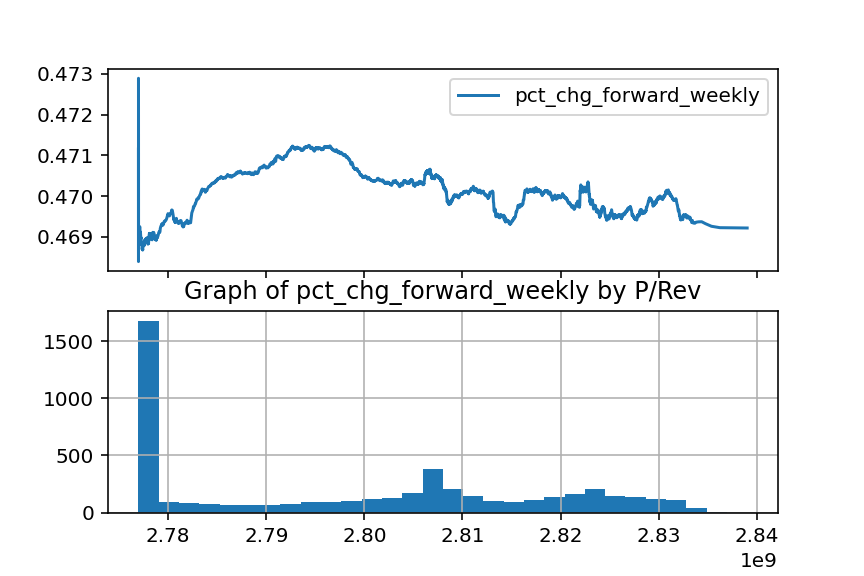 0.473
0.472
0.471
0.470
0.469
pct_chg_forward_weekly
Graph of pct_chg_forward_weekly by P/Rev
1500
1000
500
0
2.78 2.79 2.80 2.81 2.82 2.83 2.84
1e9